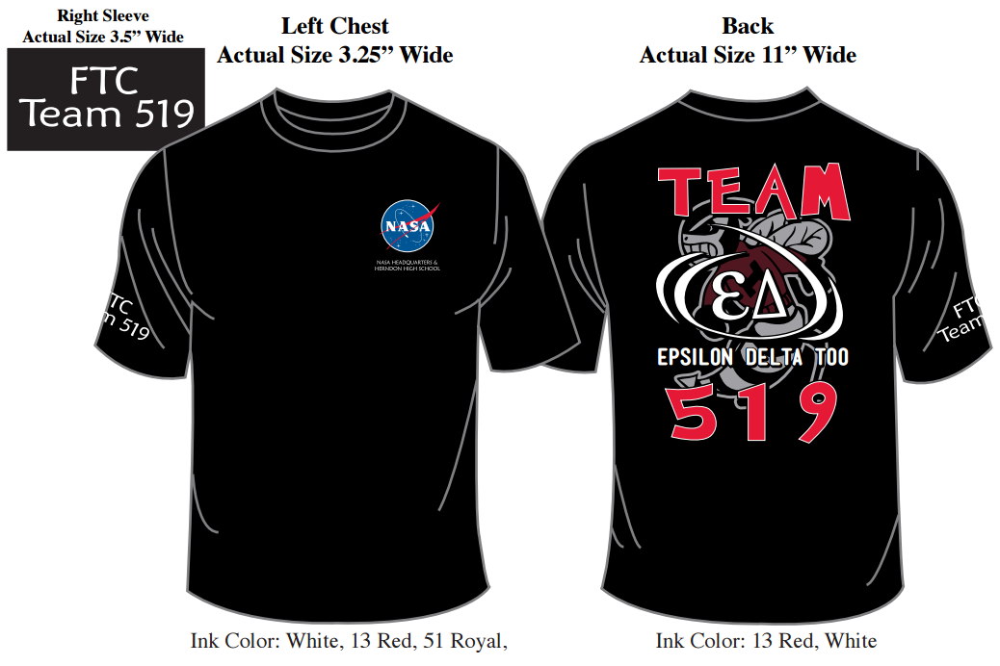 Right Sleeve
Actual Size 3.5” Wide
FTC
Team 519
Left Chest
Actual Size 3.25” Wide
Back
Actual Size 11” Wide
NASA
NASA HEADQUARTERS &
HERNDON HIGH SCHOOL
TC
m 519
TEAM
εΔ
EPSILON DELTA TOO
519
FTC
Team
Ink Color: White, 13 Red, 51 Royal,
Ink Color: 13 Red, White